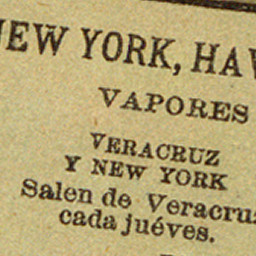 NEW YORK, HAV
VAPORES
VERACRUZ
Y NEW YORK
Salen de Veracru
cada juéves.